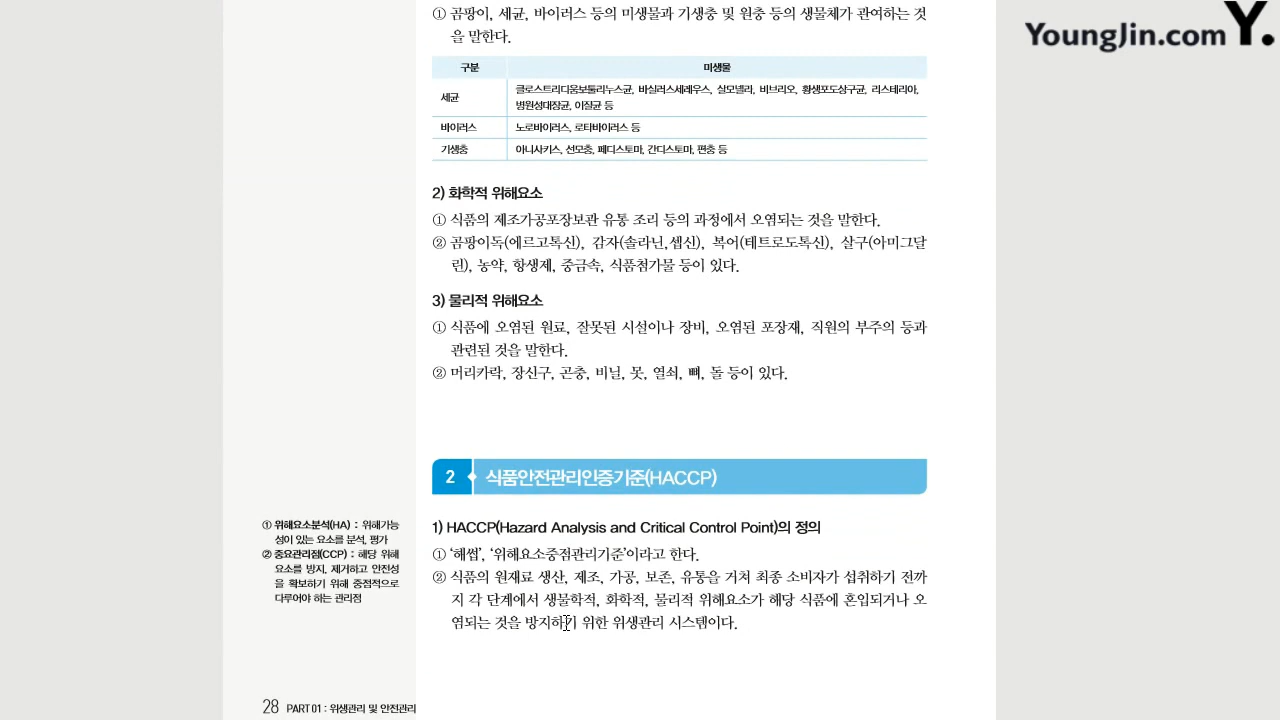 YoungJin.com Y.
① 곰팡이, 세균, 바이러스 등의 미생물과 기생충 및 원충 등의 생물체가 관여하는 것
을 말한다.
구분 미생물
세균 클로스트리디움보툴리누스균, 바실러스세레우스, 살모넬라, 비브리오, 황생포도상구균, 리스테리아,
병원성대장균, 이질균 등
바이러스 노로바이러스, 로타바이러스 등
기생충 아니사키스, 선모충, 페디스토마, 간디스토마, 편충 등
2) 화학적 위해요소
① 식품의 제조가공포장보관 유통 조리 등의 과정에서 오염되는 것을 말한다.
② 곰팡이독(에르고톡신), 감자(솔라닌,셉신), 복어(테트로도톡신), 살구(아미그달
린), 농약, 항생제, 중금속, 식품첨가물 등이 있다.
3) 물리적 위해요소
① 식품에 오염된 원료, 잘못된 시설이나 장비, 오염된 포장재, 직원의 부주의 등과
관련된 것을 말한다.
② 머리카락, 장신구, 곤충, 비닐, 못, 열쇠, 뼈, 돌 등이 있다.
2 식품안전관리인증기준(HACCP)
1) HACCP(Hazard Analysis and Critical Control Point)의 정의
① ‘해썹’, ‘위해요소중점관리기준’이라고 한다.
② 식품의 원재료 생산, 제조, 가공, 보존, 유통을 거쳐 최종 소비자가 섭취하기 전까
지 각 단계에서 생물학적, 화학적, 물리적 위해요소가 해당 식품에 혼입되거나 오
염되는 것을 방지하기 위한 위생관리 시스템이다.
① 위해요소분석(HA) : 위해가능
성이 있는 요소를 분석, 평가
② 중요관리점(CCP) : 해당 위해
요소를 방지, 제거하고 안전성
을 확보하기 위해 중점적으로
다루어야 하는 관리점
28 PART 01 : 위생관리 및 안전관리